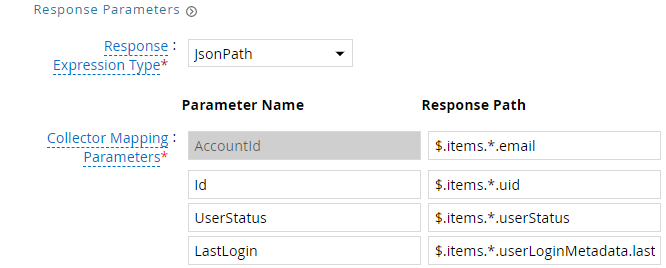 Response Parameters
Response :
Expression Type*
JsonPath
Parameter Name Response Path
Collector Mapping :
Parameters*
AccountId $.items.*.email
Id $.items.*.uid
UserStatus $.items.*.userStatus
LastLogin $.items.*.userLoginMetadata.last